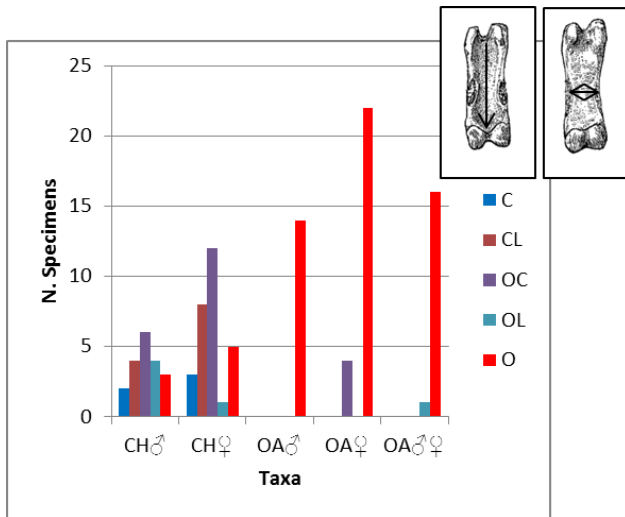 25
20
15
10
5
0
N. Specimens
CH♂ CH♀ OA♂ OA♀ OA♂♀
Taxa
C
CL
OC
OL
O